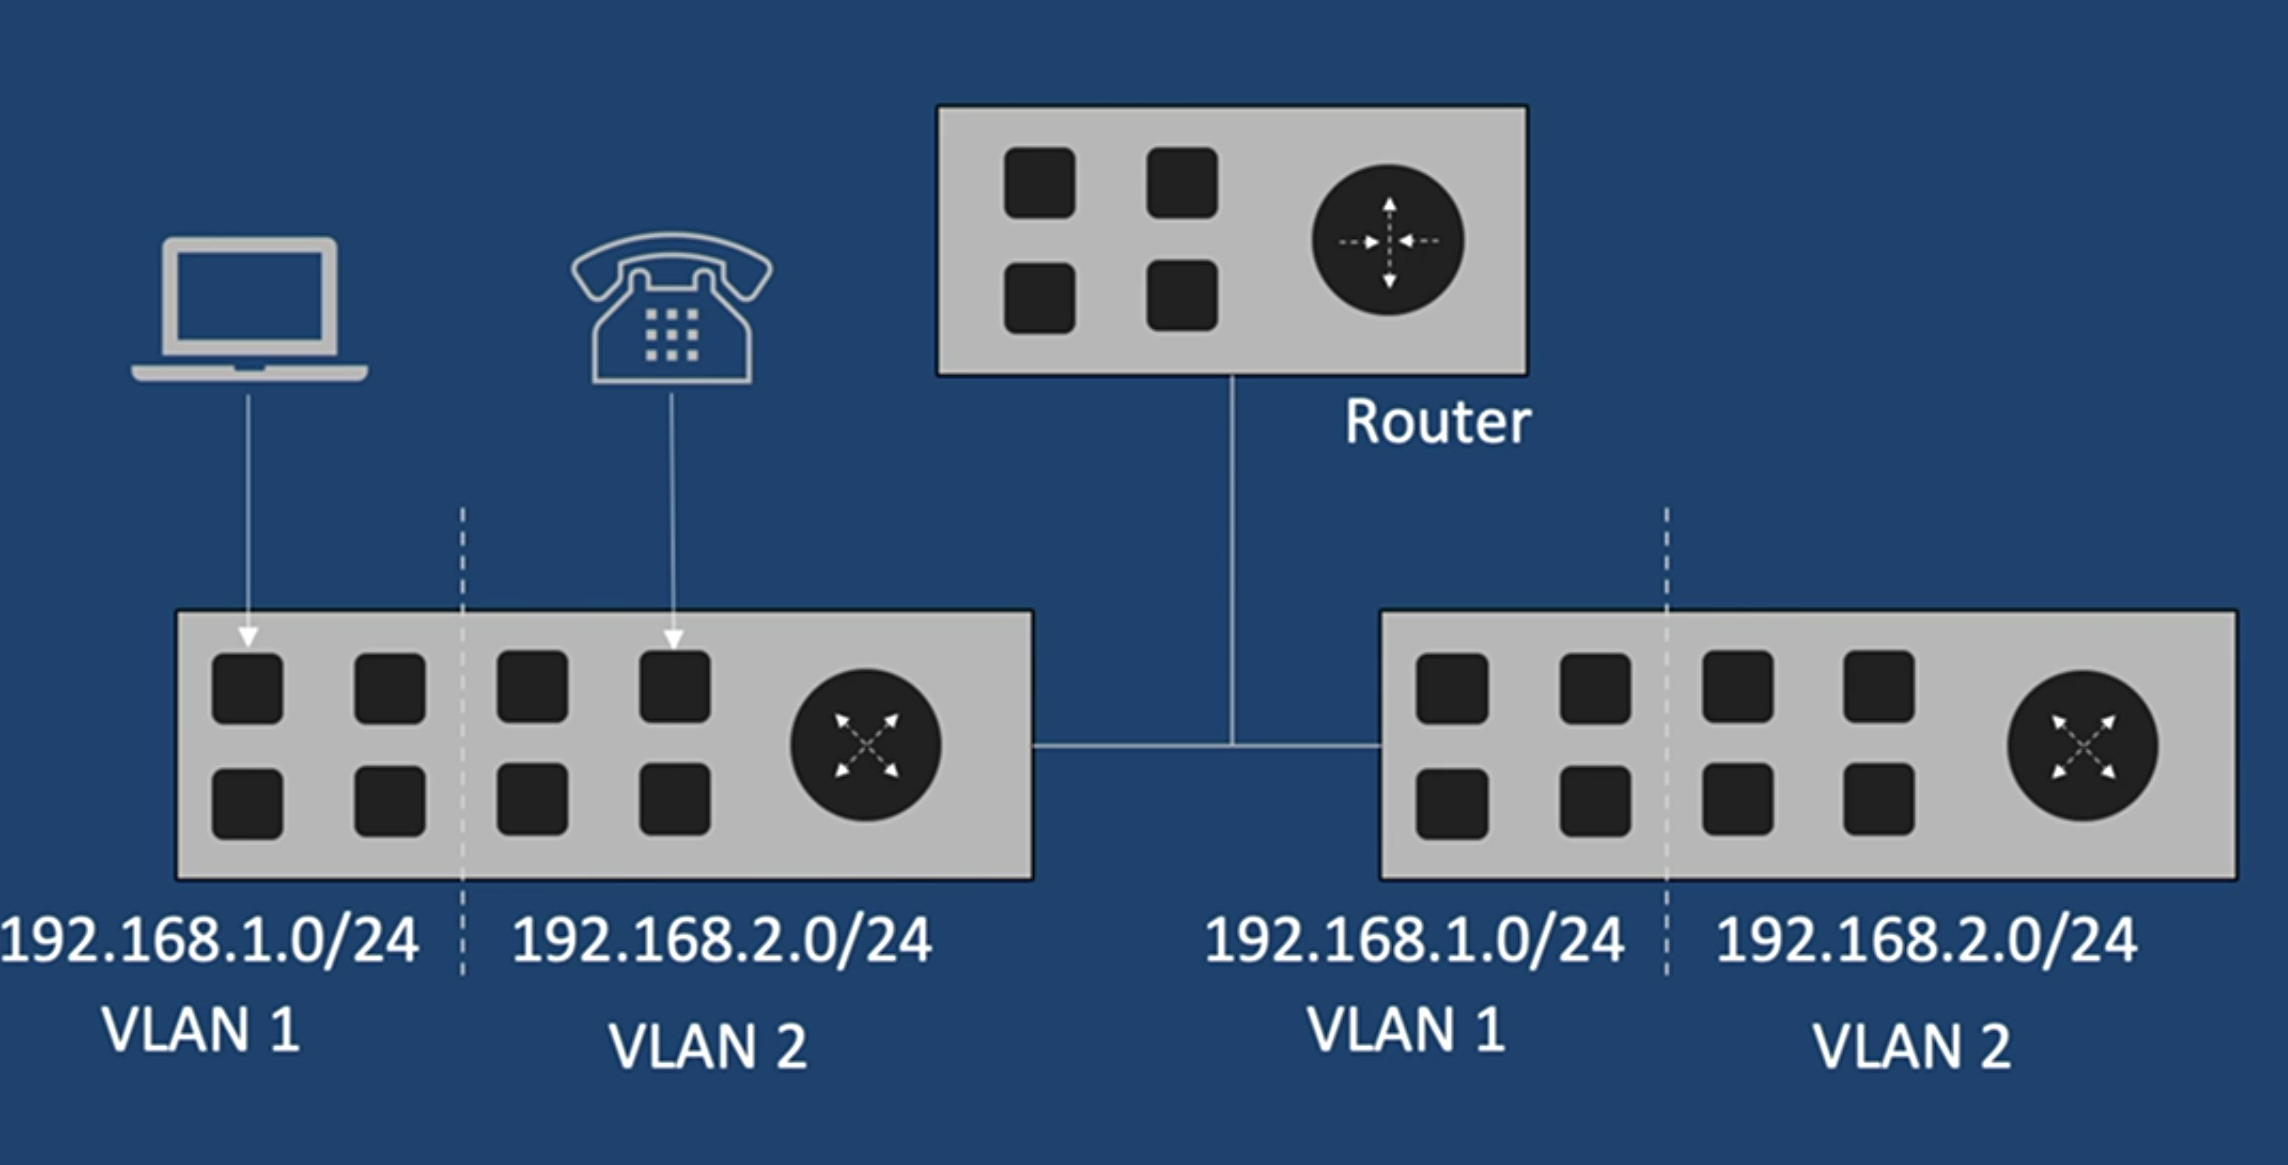 Router
192.168.1.0/24
192.168.2.0/24
192.168.1.0/24
192.168.2.0/24
VLAN 1
VLAN 2
VLAN 1
VLAN 2